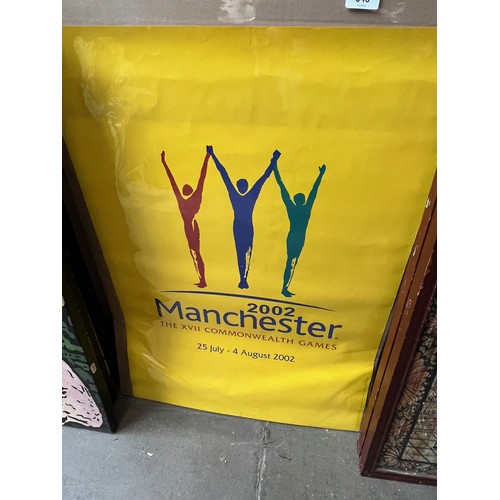 2002
Manchester
THE XVII COMMONWEALTH GAMES
25 July - 4 August 2002